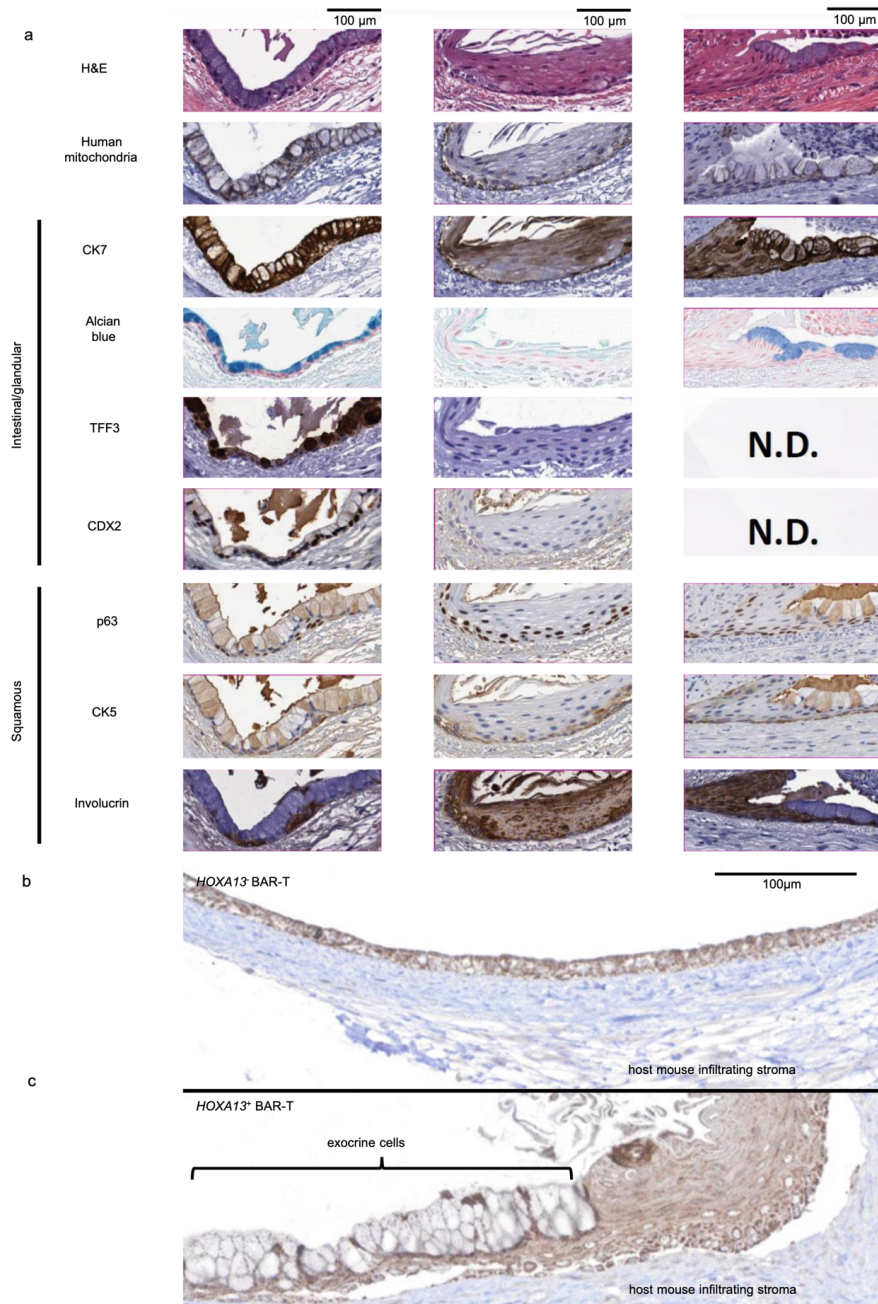 100 µm
100 µm
100 µm
a
H&E
Human
mitochondria
CK7
Alcian
blue
TFF3
N.D.
CDX2
N.D.
Intestinal/glandular
p63
CK5
Involucrin
Squamous
b
HOXA13- BAR-T
100µm
host mouse infiltrating stroma
c
HOXA13+ BAR-T
exocrine cells
host mouse infiltrating stroma